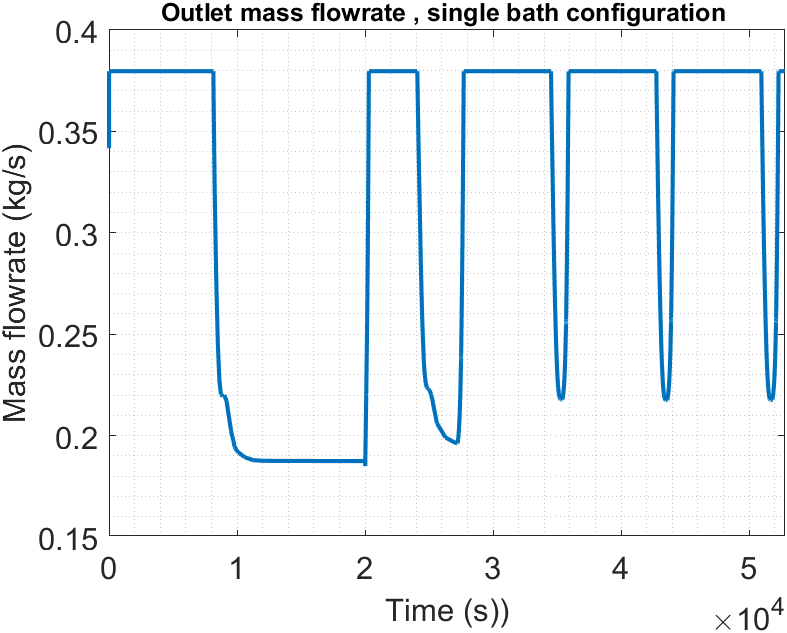 Outlet mass flowrate , single bath configuration
0.4
0.35
0.3
0.25
0.2
0.15
Mass flowrate (kg/s)
0 1 2 3 4 5
Time (s))
×10^4